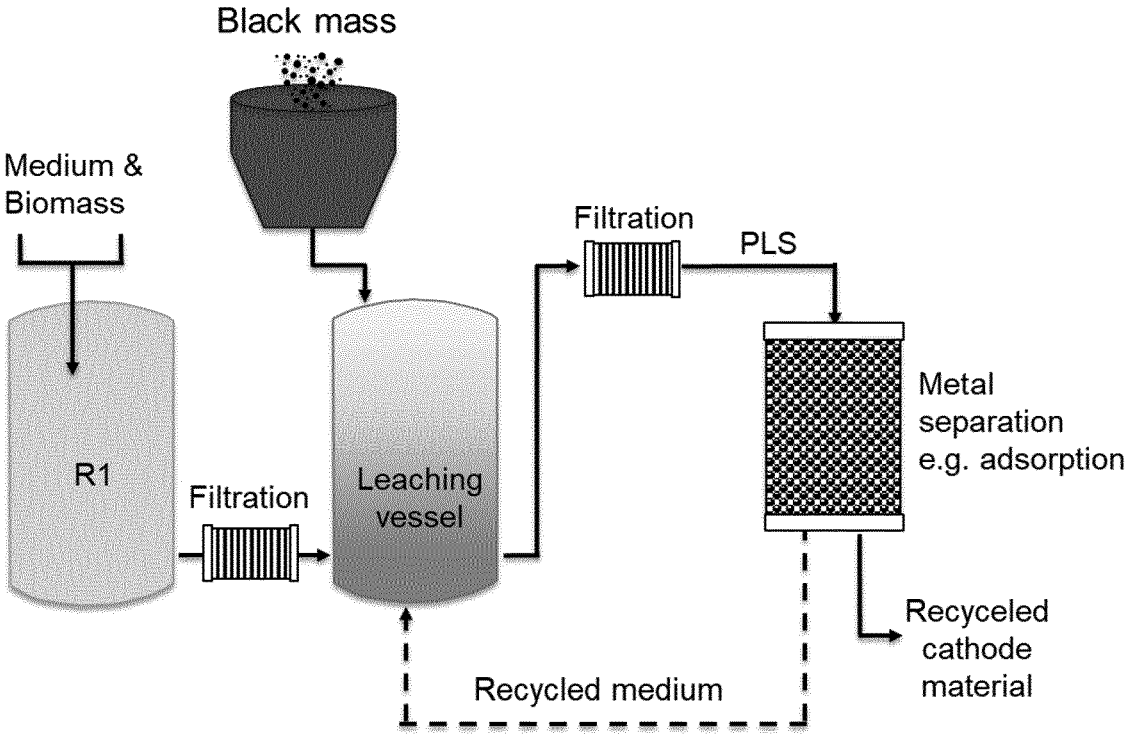 Black mass
Medium &
Biomass
Filtration
PLS
R1
Filtration
Leaching
vessel
Metal
separation
e.g. adsorption
Recyceled
cathode
material
Recycled medium